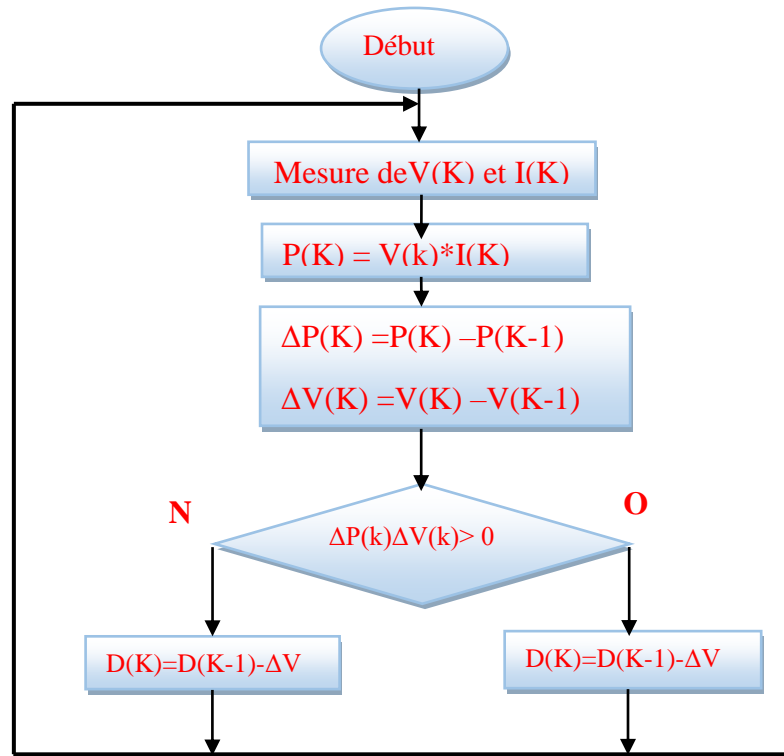 Début
Mesure deV(K) et I(K)
P(K) = V(k)*I(K)
ΔP(K) =P(K) –P(K-1)
ΔV(K) =V(K) –V(K-1)
N
O
ΔP(k)ΔV(k)> 0
D(K)=D(K-1)-ΔV
D(K)=D(K-1)-ΔV